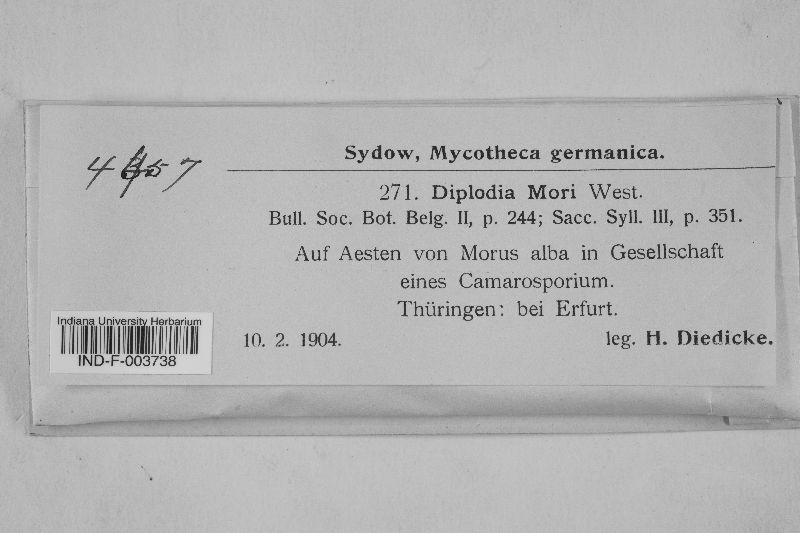 Sydow, Mycotheca germanica.
271. Diplodia Mori West.
Bull. Soc. Bot. Belg. II, p. 244; Sacc. Syll. III, p. 351.
Auf Aesten von Morus alba in Gesellschaft
eines Camarosporium.
Thüringen: bei Erfurt.
10. 2. 1904. leg. H. Diedicke.
Indiana University Herbarium
IND-F-003738